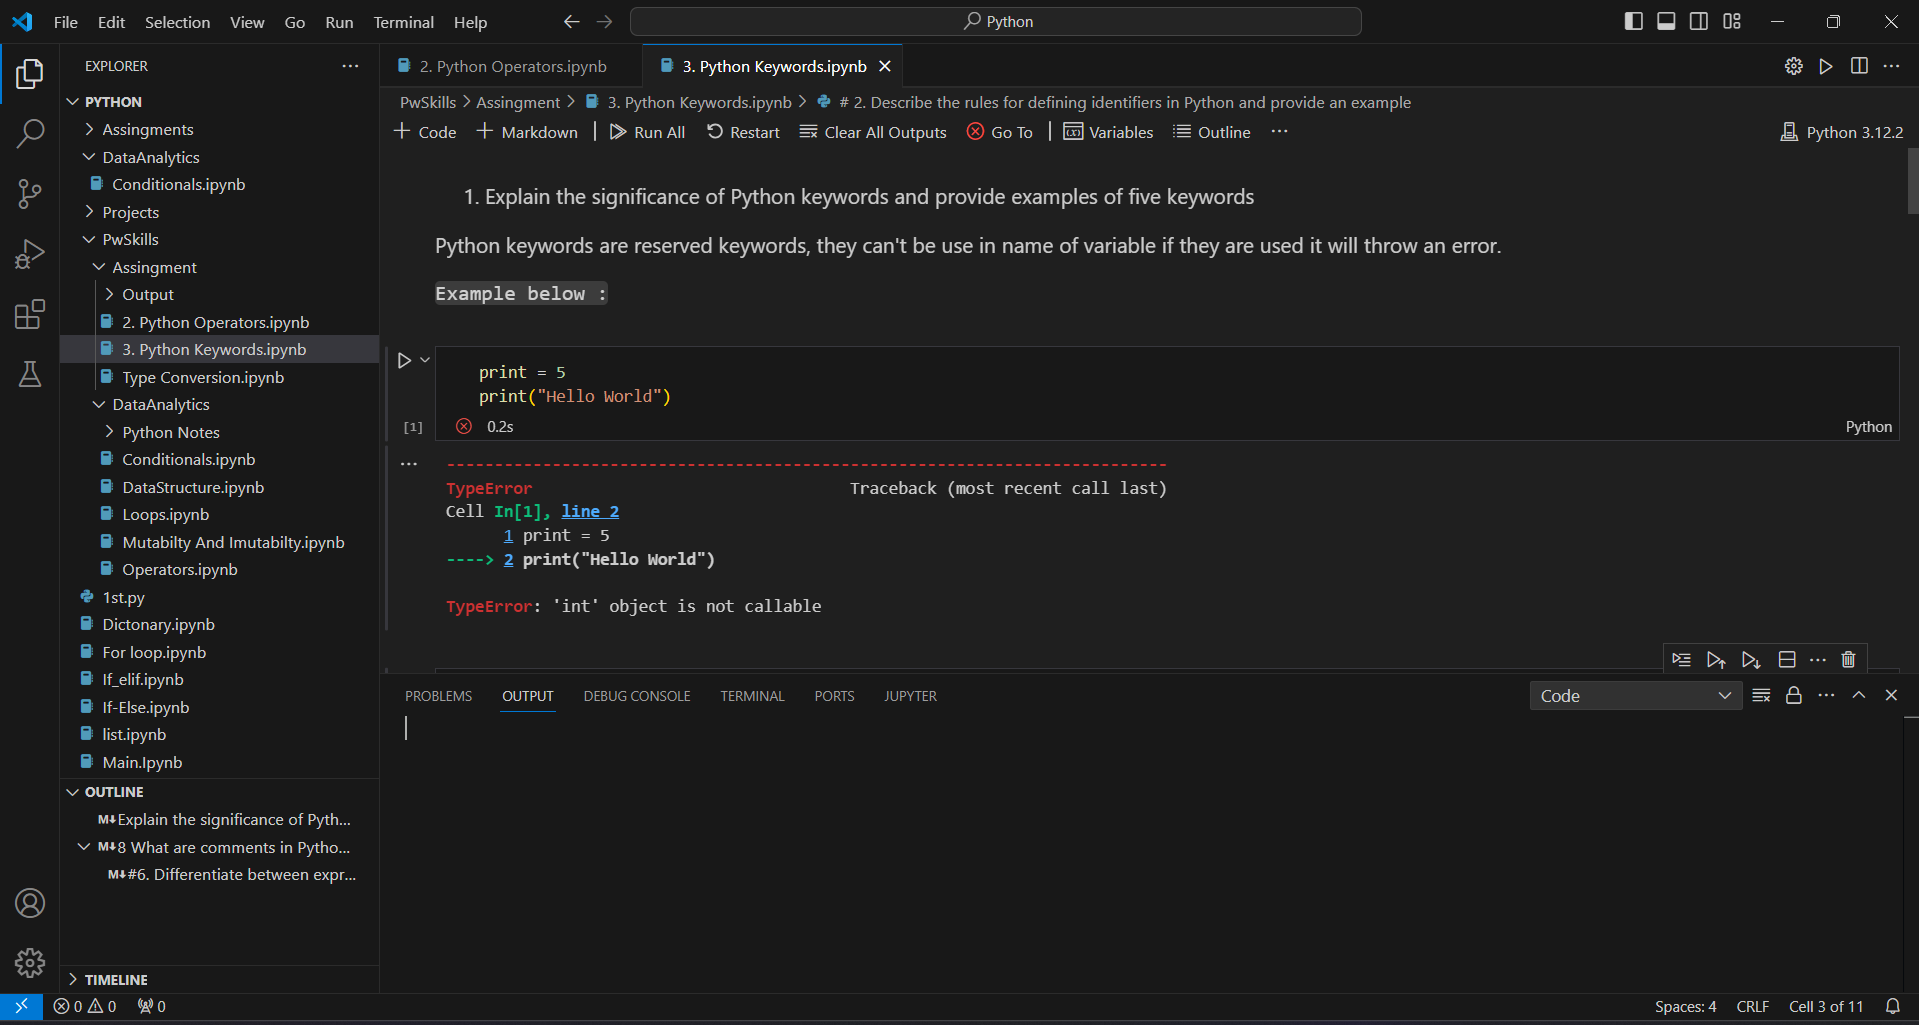 File Edit Selection View Go Run Terminal Help
Python
EXPLORER
PYTHON
Assingments
DataAnalytics
Conditionals.ipynb
Projects
PwSkills
Assingment
Output
2. Python Operators.ipynb
3. Python Keywords.ipynb
Type Conversion.ipynb
DataAnalytics
Python Notes
Conditionals.ipynb
DataStructure.ipynb
Loops.ipynb
Mutabilty And Imutabilty.ipynb
Operators.ipynb
1st.py
Dictonary.ipynb
For loop.ipynb
If_elif.ipynb
If-Else.ipynb
list.ipynb
Main.Ipynb
OUTLINE
M↓Explain the significance of Pyth...
M↓8 What are comments in Pytho...
M↓#6. Differentiate between expr...
TIMELINE
2. Python Operators.ipynb 3. Python Keywords.ipynb
PwSkills > Assingment > 3. Python Keywords.ipynb > # 2. Describe the rules for defining identifiers in Python and provide an example
Code Markdown Run All Restart Clear All Outputs Go To Variables Outline ... Python 3.12.2
1. Explain the significance of Python keywords and provide examples of five keywords
Python keywords are reserved keywords, they can't be use in name of variable if they are used it will throw an error.
Example below :
print = 5
print("Hello World")
[1] 0.2s Python
---------------------------------------------------------------------------
TypeError Traceback (most recent call last)
Cell In[1], line 2
1 print = 5
----> 2 print("Hello World")
TypeError: 'int' object is not callable
PROBLEMS OUTPUT DEBUG CONSOLE TERMINAL PORTS JUPYTER Code
0 0 0 Spaces: 4 CRLF Cell 3 of 11